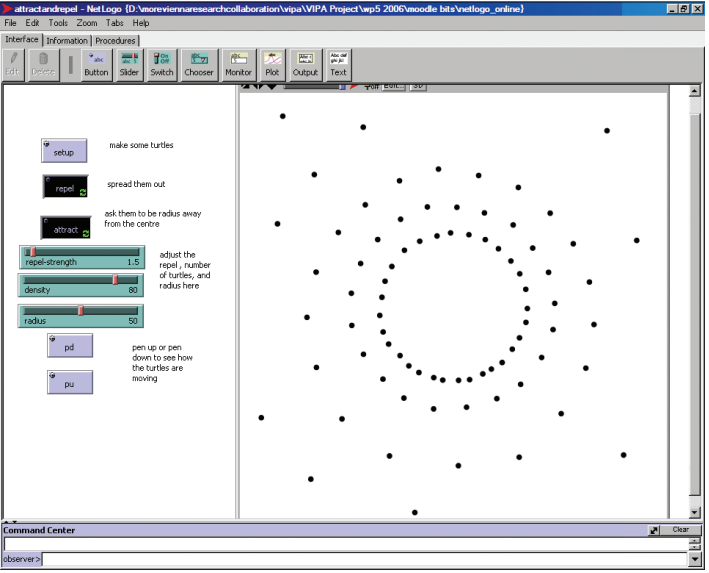 attractandrepel - NetLogo {D:\moreviennaresearchcollaboration\vipa\VIPA Project\wp5 2006\moodle bits\netlogo_online}
File Edit Tools Zoom Tabs Help
Interface Information Procedures
Edit Delete abc Button Slider Switch Chooser Monitor Plot Output Text
off Edit... 3D
setup
make some turtles
repel
spread them out
attract
ask them to be radius away
from the centre
repel-strength 1.5
density 80
radius 50
adjust the
repel , number
of turtles, and
radius here
pd
pu
pen up or pen
down to see how
the turtles are
moving
Command Center Clear
observer>